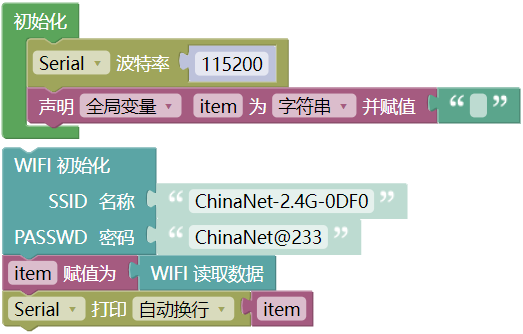 初始化
Serial 波特率 115200
声明 全局变量 item 为 字符串 并赋值 “ ”
WIFI 初始化
SSID 名称 “ ChinaNet-2.4G-0DF0 ”
PASSWD 密码 “ ChinaNet@233 ”
item 赋值为 WIFI 读取数据
Serial 打印 自动换行 item